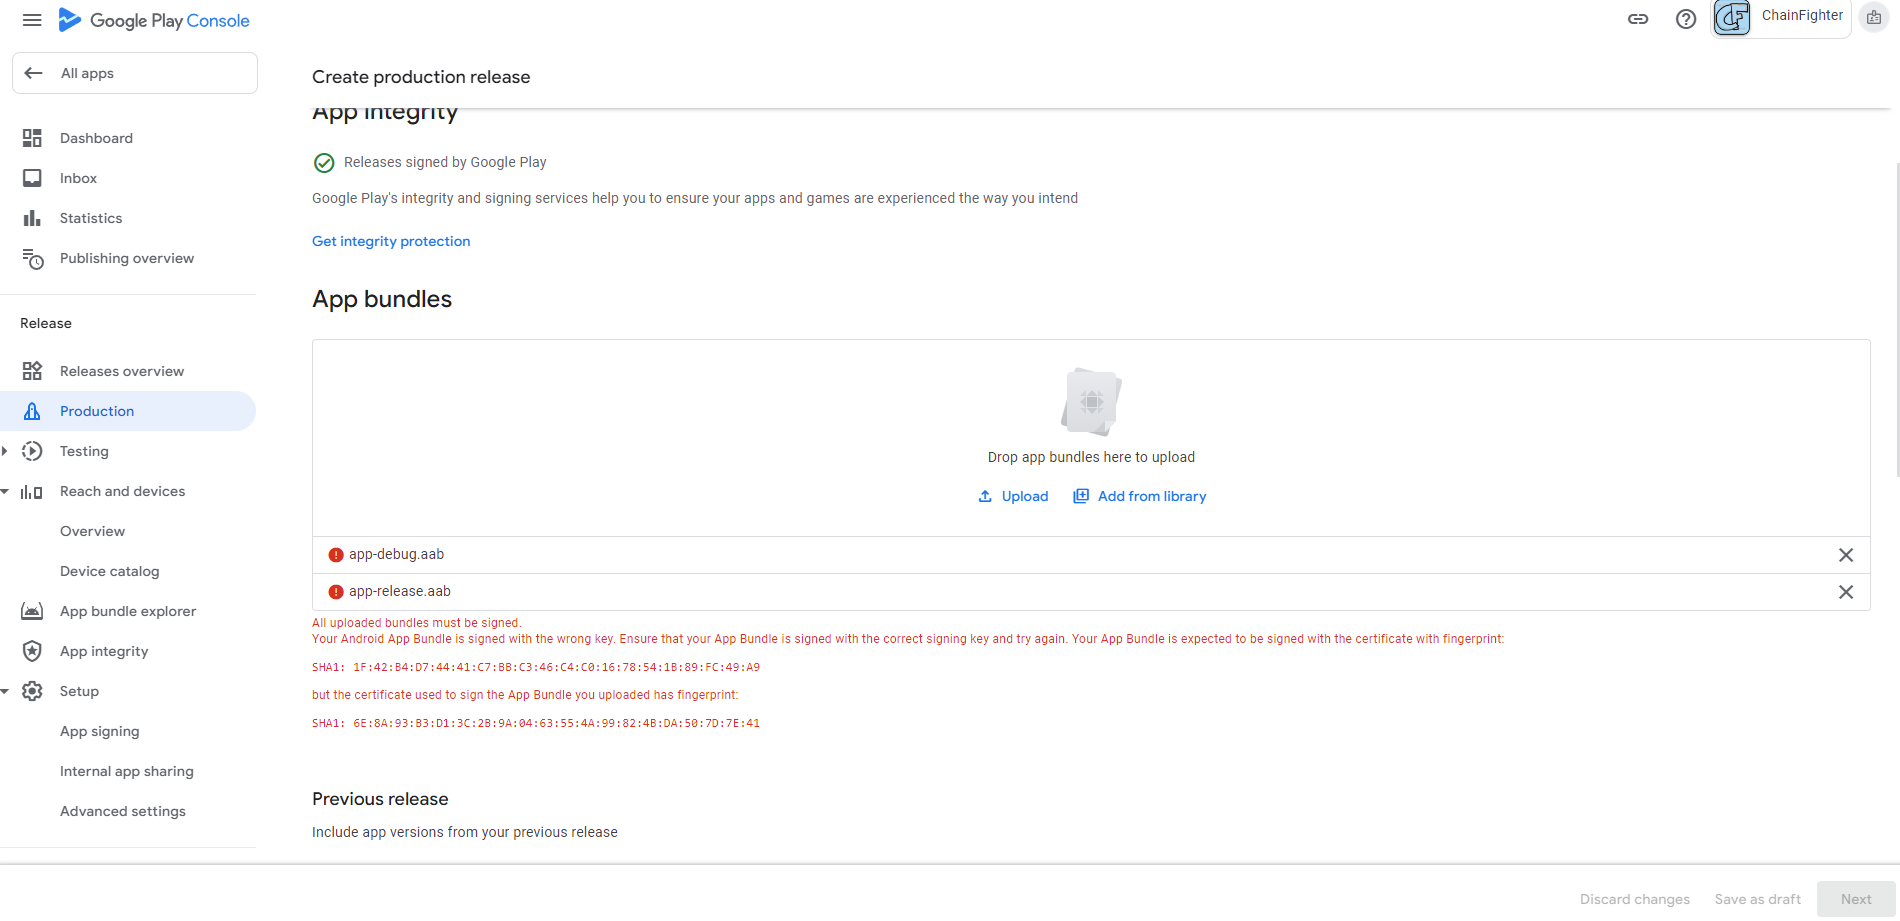 Google Play Console
ChainFighter
All apps
Create production release
App integrity
Dashboard
Releases signed by Google Play
Inbox
Google Play's integrity and signing services help you to ensure your apps and games are experienced the way you intend
Statistics
Get integrity protection
Publishing overview
App bundles
Release
Releases overview
Production
Testing
Drop app bundles here to upload
Reach and devices
Upload
Add from library
Overview
app-debug.aab
Device catalog
app-release.aab
App bundle explorer
All uploaded bundles must be signed.
Your Android App Bundle is signed with the wrong key. Ensure that your App Bundle is signed with the correct signing key and try again. Your App Bundle is expected to be signed with the certificate with fingerprint:
App integrity
SHA1: 1F:42:B4:D7:44:41:C7:BB:C3:46:C4:C0:16:78:54:1B:89:FC:49:A9
Setup
but the certificate used to sign the App Bundle you uploaded has fingerprint:
SHA1: 6E:8A:93:B3:D1:3C:2B:9A:04:63:55:4A:99:82:4B:DA:50:7D:7E:41
App signing
Internal app sharing
Previous release
Advanced settings
Include app versions from your previous release
Discard changes
Save as draft
Next